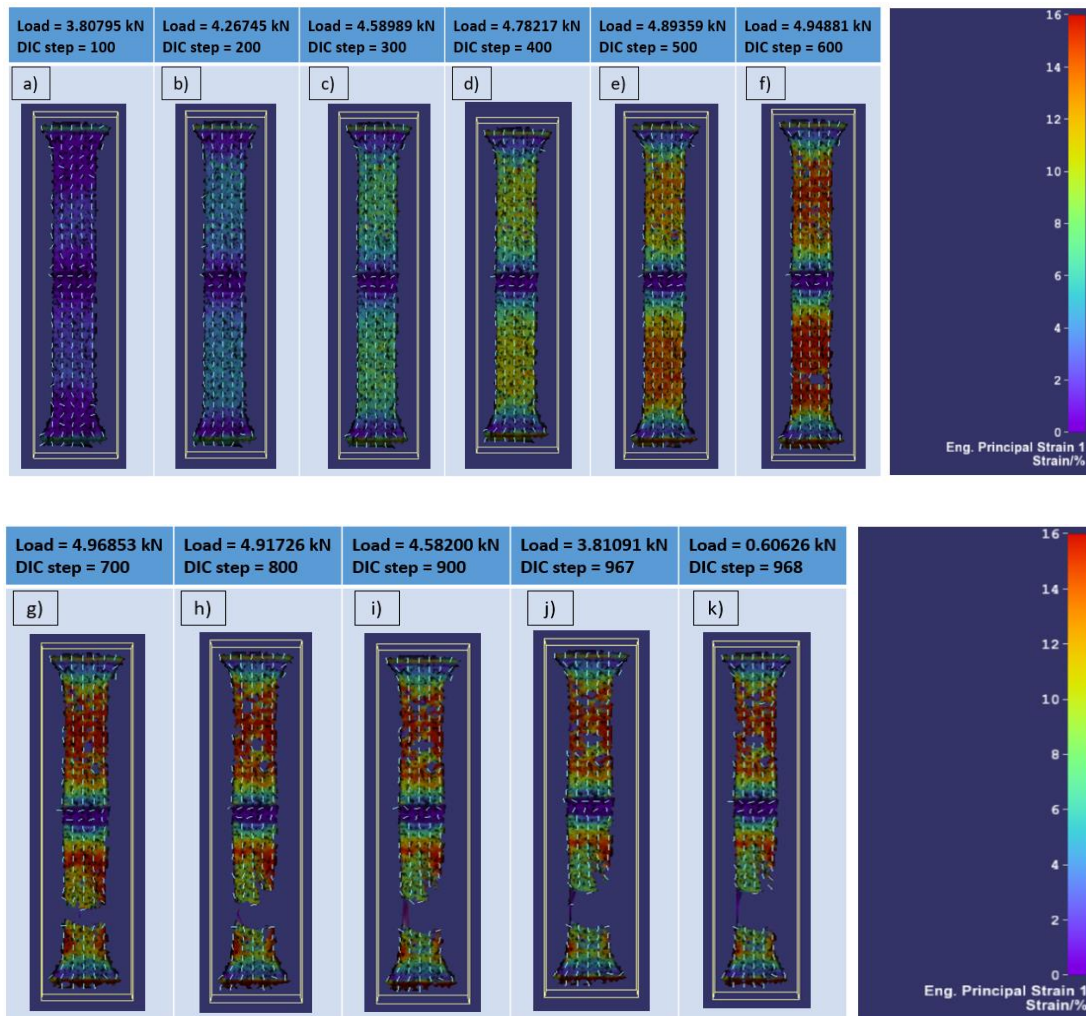 Load = 3.80795 kN
DIC step = 100
Load = 4.26745 kN
DIC step = 200
Load = 4.58989 kN
DIC step = 300
Load = 4.78217 kN
DIC step = 400
Load = 4.89359 kN
DIC step = 500
Load = 4.94881 kN
DIC step = 600
a)
b)
c)
d)
e)
f)
16
14
12
10
8
6
4
2
0
Eng. Principal Strain 1
Strain/%
Load = 4.96853 kN
DIC step = 700
Load = 4.91726 kN
DIC step = 800
Load = 4.58200 kN
DIC step = 900
Load = 3.81091 kN
DIC step = 967
Load = 0.60626 kN
DIC step = 968
g)
h)
i)
j)
k)
16
14
12
10
8
6
4
2
0
Eng. Principal Strain 1
Strain/%